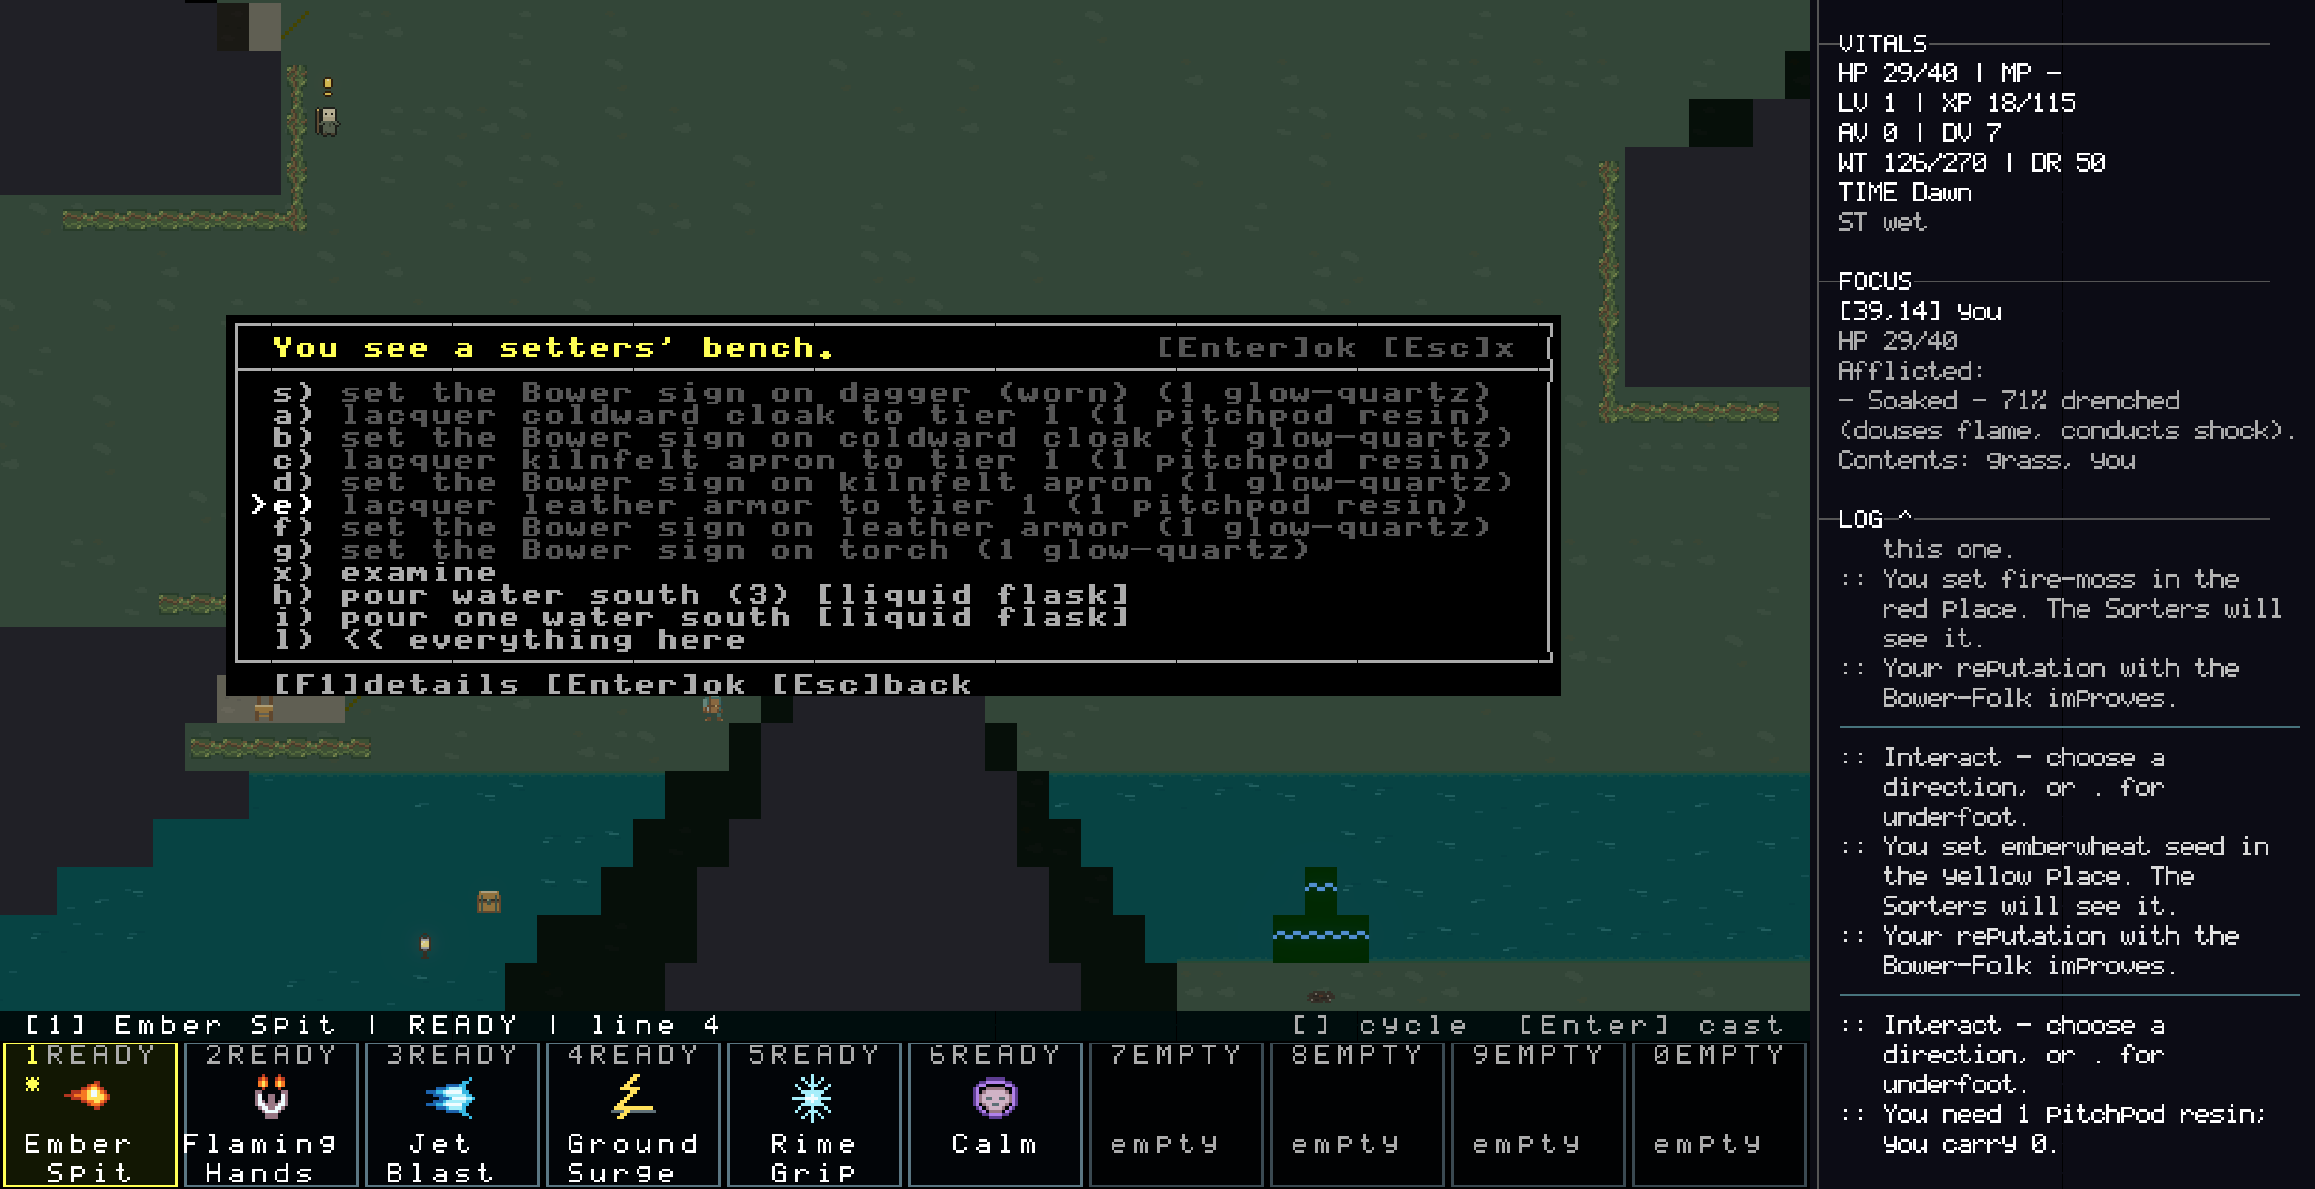 You see a setters' bench. [Enter]ok [Esc]x
s) set the Bower sign on dagger (worn) (1 glow-quartz)
a) lacquer coldward cloak to tier 1 (1 pitchpod resin)
b) set the Bower sign on coldward cloak (1 glow-quartz)
c) lacquer kilnfelt apron to tier 1 (1 pitchpod resin)
d) set the Bower sign on kilnfelt apron (1 glow-quartz)
>e) lacquer leather armor to tier 1 (1 pitchpod resin)
f) set the Bower sign on leather armor (1 glow-quartz)
g) set the Bower sign on torch (1 glow-quartz)
x) examine
h) pour water south (3) [liquid flask]
i) pour one water south [liquid flask]
l) << everything here
[F1]details [Enter]ok [Esc]back
[1] Ember Spit | READY | line 4 [] cycle [Enter] cast
1READY 2READY 3READY 4READY 5READY 6READY 7EMPTY 8EMPTY 9EMPTY 0EMPTY
Ember Flaming Jet Ground Rime Calm empty empty empty empty
Spit Hands Blast Surge Grip
VITALS
HP 29/40 | MP -
LV 1 | XP 18/115
AV 0 | DV 7
WT 126/270 | DR 50
TIME Dawn
ST wet
FOCUS
[39,14] you
HP 29/40
Afflicted:
- Soaked - 71% drenched
(douses flame, conducts shock).
Contents: grass, you
LOG ^
this one.
:: You set fire-moss in the
red place. The Sorters will
see it.
:: Your reputation with the
Bower-Folk improves.
:: Interact - choose a
direction, or . for
underfoot.
:: You set emberwheat seed in
the yellow place. The
Sorters will see it.
:: Your reputation with the
Bower-Folk improves.
:: Interact - choose a
direction, or . for
underfoot.
:: You need 1 pitchpod resin;
you carry 0.